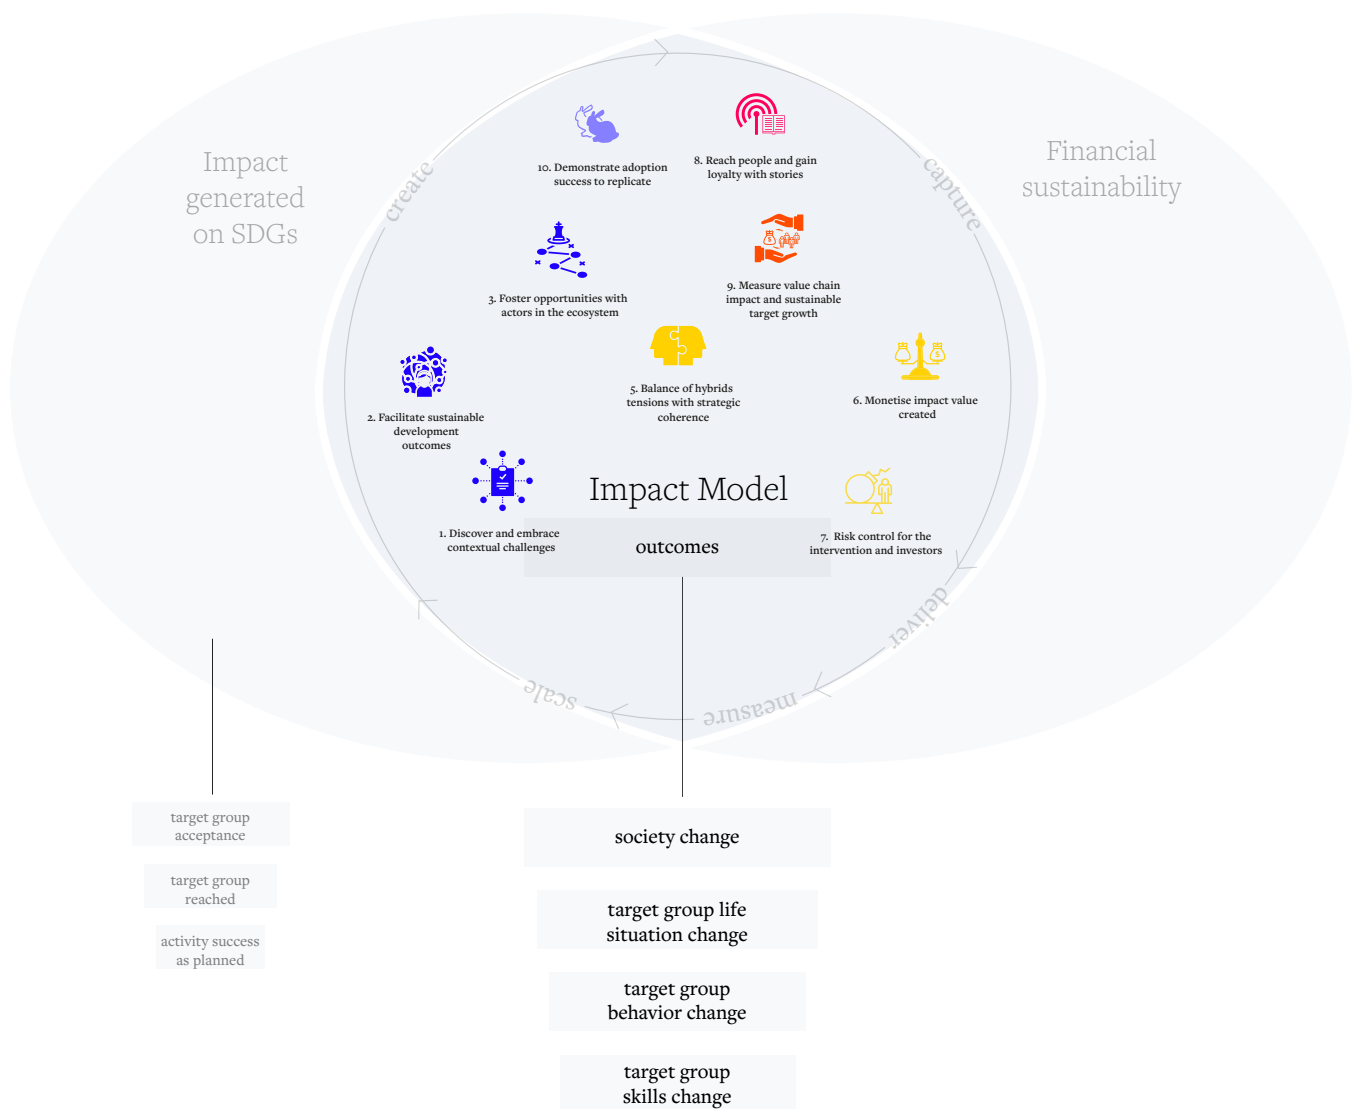 Impact
generated
on SDGs
Financial
sustainability
create
capture
deliver
measure
scale
10. Demonstrate adoption
success to replicate
8. Reach people and gain
loyalty with stories
3. Foster opportunities with
actors in the ecosystem
9. Measure value chain
impact and sustainable
target growth
2. Facilitate sustainable
development
outcomes
5. Balance of hybrids
tensions with strategic
coherence
6. Monetise impact value
created
$
1. Discover and embrace
contextual challenges
Impact Model
outcomes
7. Risk control for the
intervention and investors
target group
acceptance
target group
reached
activity success
as planned
society change
target group life
situation change
target group
behavior change
target group
skills change